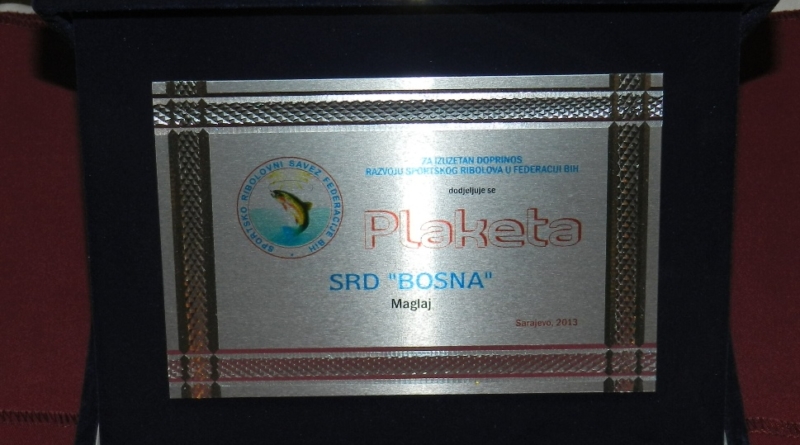 SPORTSKO RIBOLOVNI SAVEZ FEDERACIJE BIH
ZA IZUZETAN DOPRINOS
RAZVOJU SPORTSKOG RIBOLOVA U FEDERACIJI BIH
dodjeljuje se
Plaketa
SRD "BOSNA"
Maglaj
Sarajevo, 2013